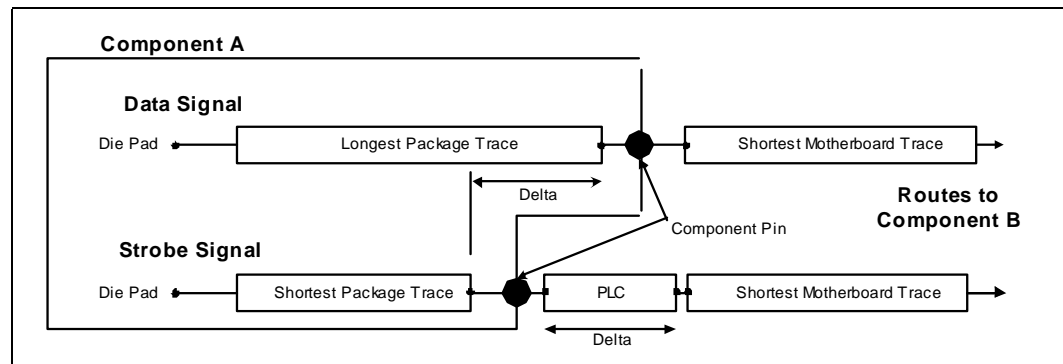 Component A
Data Signal
Die Pad
Longest Package Trace
Shortest Motherboard Trace
Delta
Routes to
Component B
Component Pin
Strobe Signal
Die Pad
Shortest Package Trace
PLC
Shortest Motherboard Trace
Delta